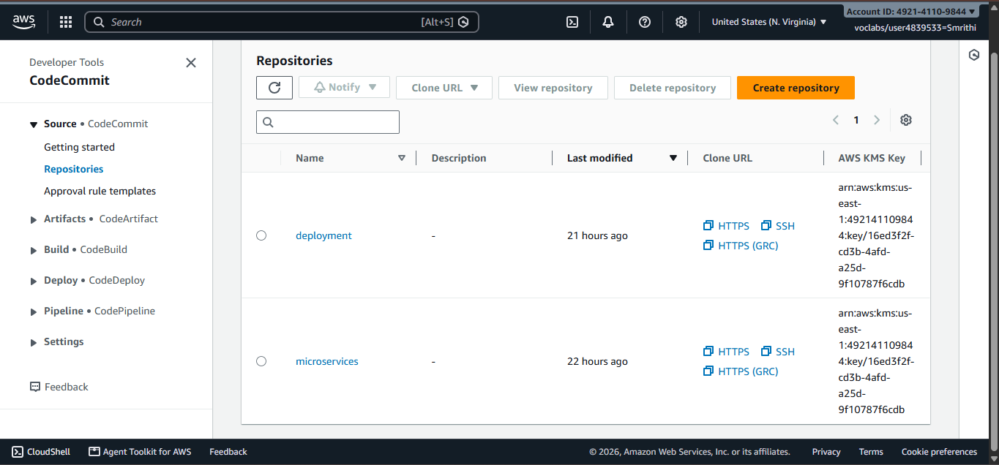 aws
Search
[Alt+S]
United States (N. Virginia)
Account ID: 4921-4110-9844
voclabs/user4839533=Smrithi
Developer Tools
CodeCommit
Source • CodeCommit
Getting started
Repositories
Approval rule templates
Artifacts • CodeArtifact
Build • CodeBuild
Deploy • CodeDeploy
Pipeline • CodePipeline
Settings
Feedback
Repositories
Notify
Clone URL
View repository
Delete repository
Create repository
1
Name Description Last modified Clone URL AWS KMS Key
deployment - 21 hours ago
HTTPS SSH
HTTPS (GRC)
arn:aws:kms:us-
east-
1:49214110984
4:key/16ed3f2f-
cd3b-4afd-
a25d-
9f10787f6cdb
microservices - 22 hours ago
HTTPS SSH
HTTPS (GRC)
arn:aws:kms:us-
east-
1:49214110984
4:key/16ed3f2f-
cd3b-4afd-
a25d-
9f10787f6cdb
CloudShell Agent Toolkit for AWS Feedback
© 2026, Amazon Web Services, Inc. or its affiliates. Privacy Terms Cookie preferences